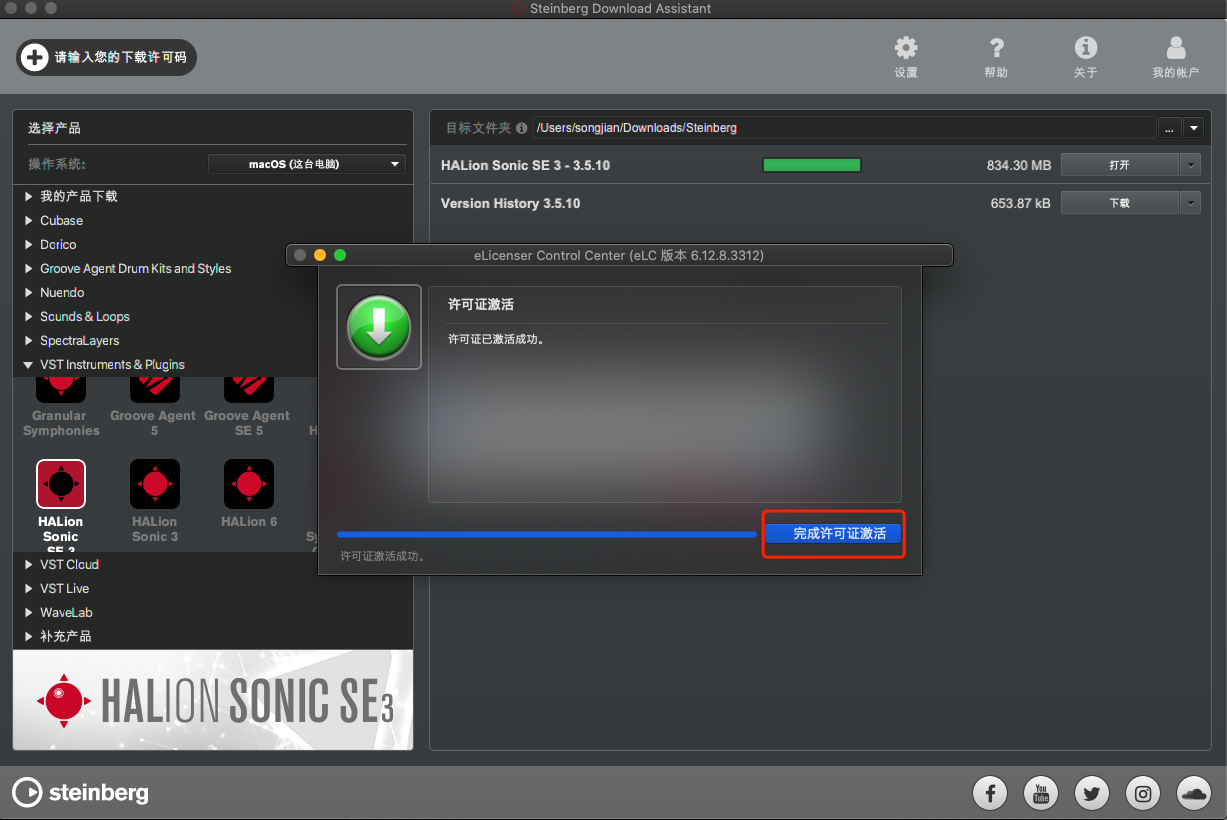 Steinberg Download Assistant
请输入您的下载许可码
设置
帮助
关于
我的帐户
选择产品
操作系统:
macOS (这台电脑)
我的产品下载
Cubase
Dorico
Groove Agent Drum Kits and Styles
Nuendo
Sounds & Loops
SpectraLayers
VST Instruments & Plugins
Granular
Symphonies
Groove Agent
5
Groove Agent
SE 5
HALion
Sonic
HALion
Sonic 3
HALion 6
VST Cloud
VST Live
WaveLab
补充产品
HALION SONIC SE 3
目标文件夹
/Users/songjian/Downloads/Steinberg
...
HALion Sonic SE 3 - 3.5.10
834.30 MB
打开
Version History 3.5.10
653.87 kB
下载
eLicenser Control Center (eLC 版本 6.12.8.3312)
许可证激活
许可证已激活成功。
完成许可证激活
许可证激活成功。
steinberg
You
Tube